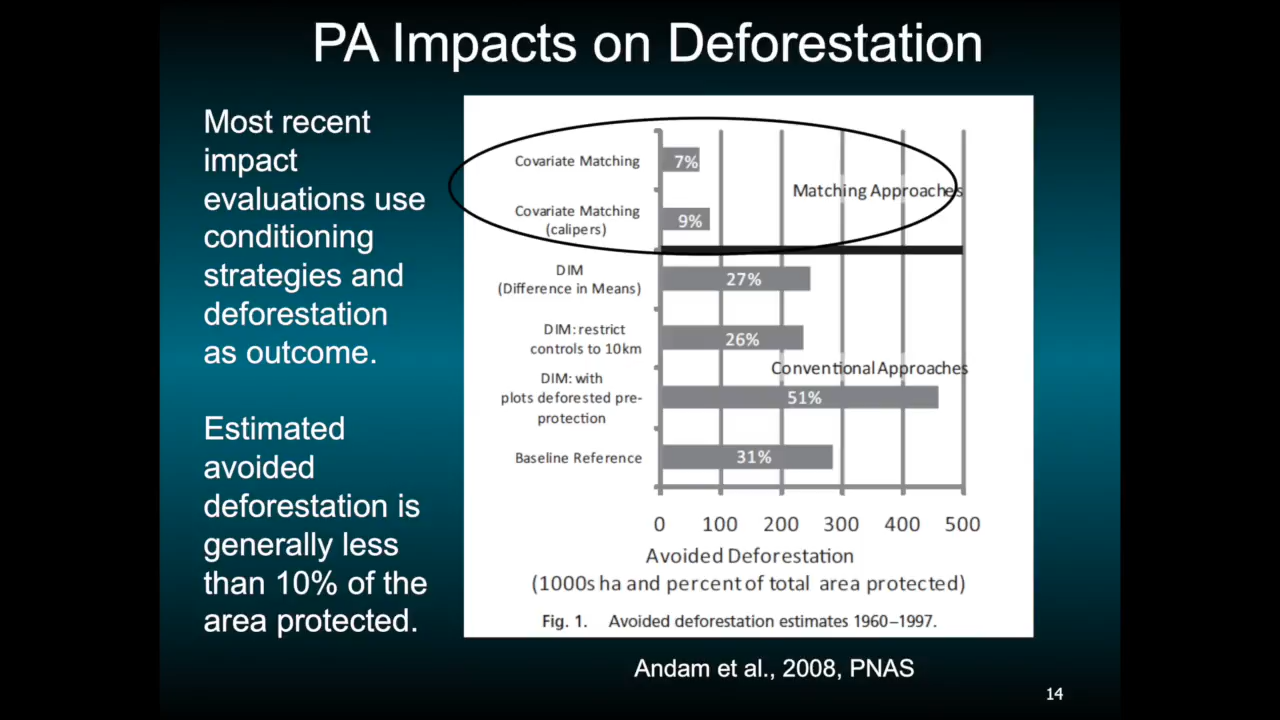 PA Impacts on Deforestation
Most recent
impact
evaluations use
conditioning
strategies and
deforestation
as outcome.
Estimated
avoided
deforestation is
generally less
than 10% of the
area protected.
Covariate Matching
7%
Matching Approaches
Covariate Matching
(calipers)
9%
DIM
(Difference in Means)
27%
DIM: restrict
controls to 10km
26%
Conventional Approaches
DIM: with
plots deforested pre-
protection
51%
Baseline Reference
31%
0 100 200 300 400 500
Avoided Deforestation
(1000s ha and percent of total area protected)
Fig. 1. Avoided deforestation estimates 1960–1997.
Andam et al., 2008, PNAS
14